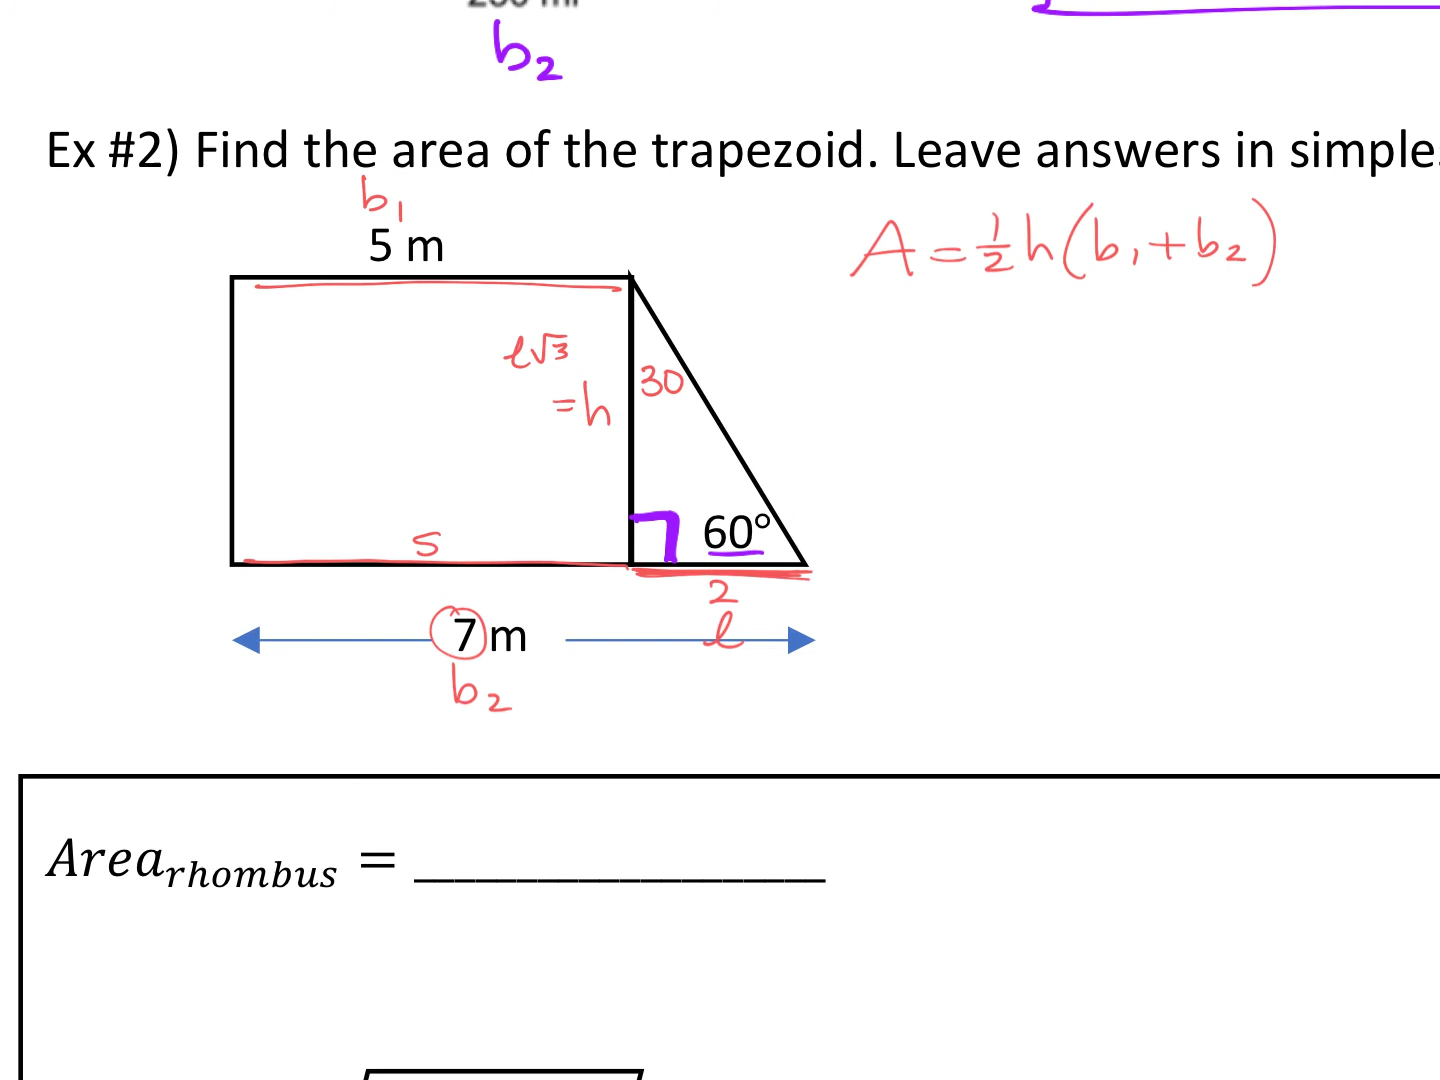 b₂
Ex #2) Find the area of the trapezoid. Leave answers in simple
b₁
5 m
A = ½h(b₁+b₂)
l√3
= h
30
60°
5
2
7 m
l
b₂
Area_rhombus = ____________________